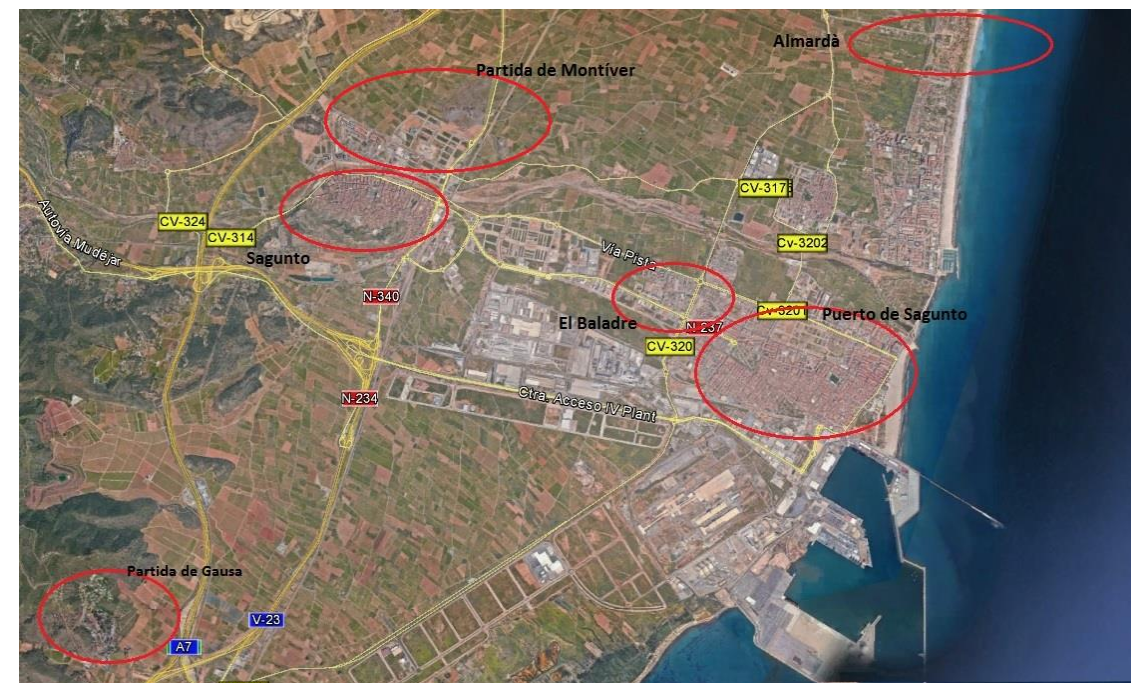 Almardà
Partida de Montíver
CV-317
CV-324
CV-314
Autovía Mudéjar
Sagunto
Cv-3202
Vía Pista
N-340
El Baladre
Cv-3201
Puerto de Sagunto
N-237
CV-320
N-234
Ctra. Acceso IV Plant
Partida de Gausa
V-23
A7